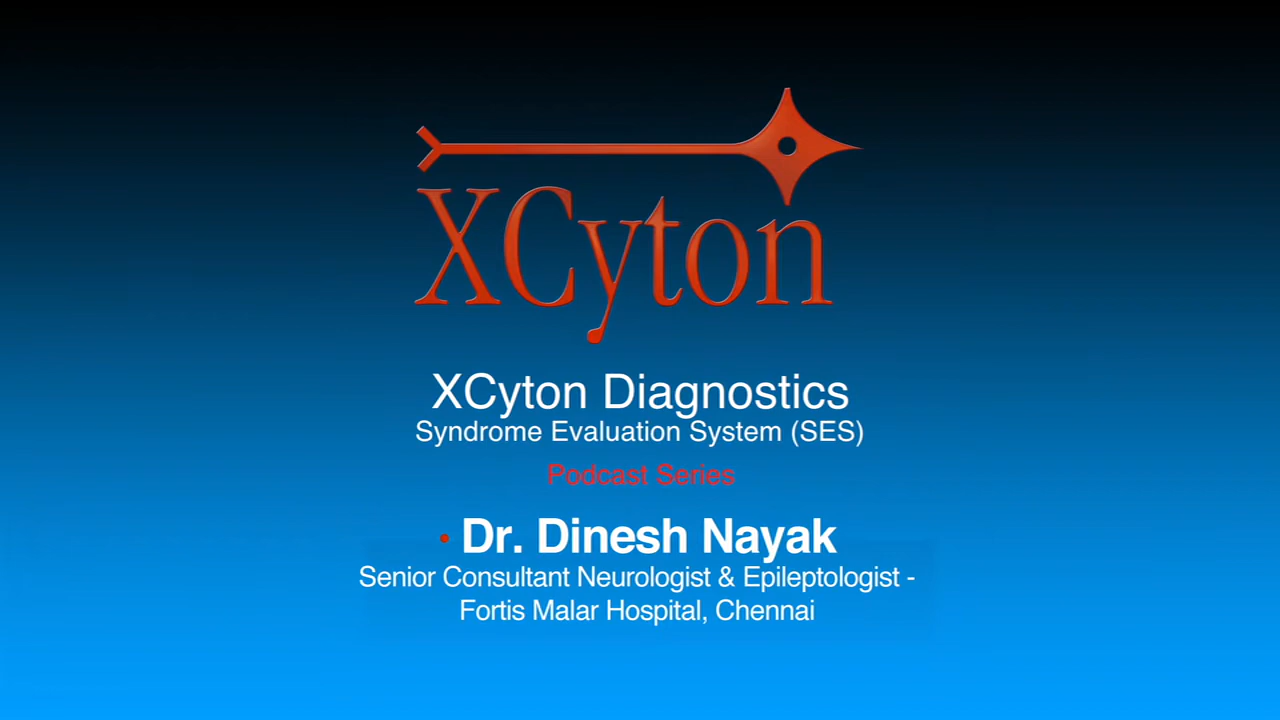 XCyton
XCyton Diagnostics
Syndrome Evaluation System (SES)
Podcast Series
• Dr. Dinesh Nayak
Senior Consultant Neurologist & Epileptologist -
Fortis Malar Hospital, Chennai